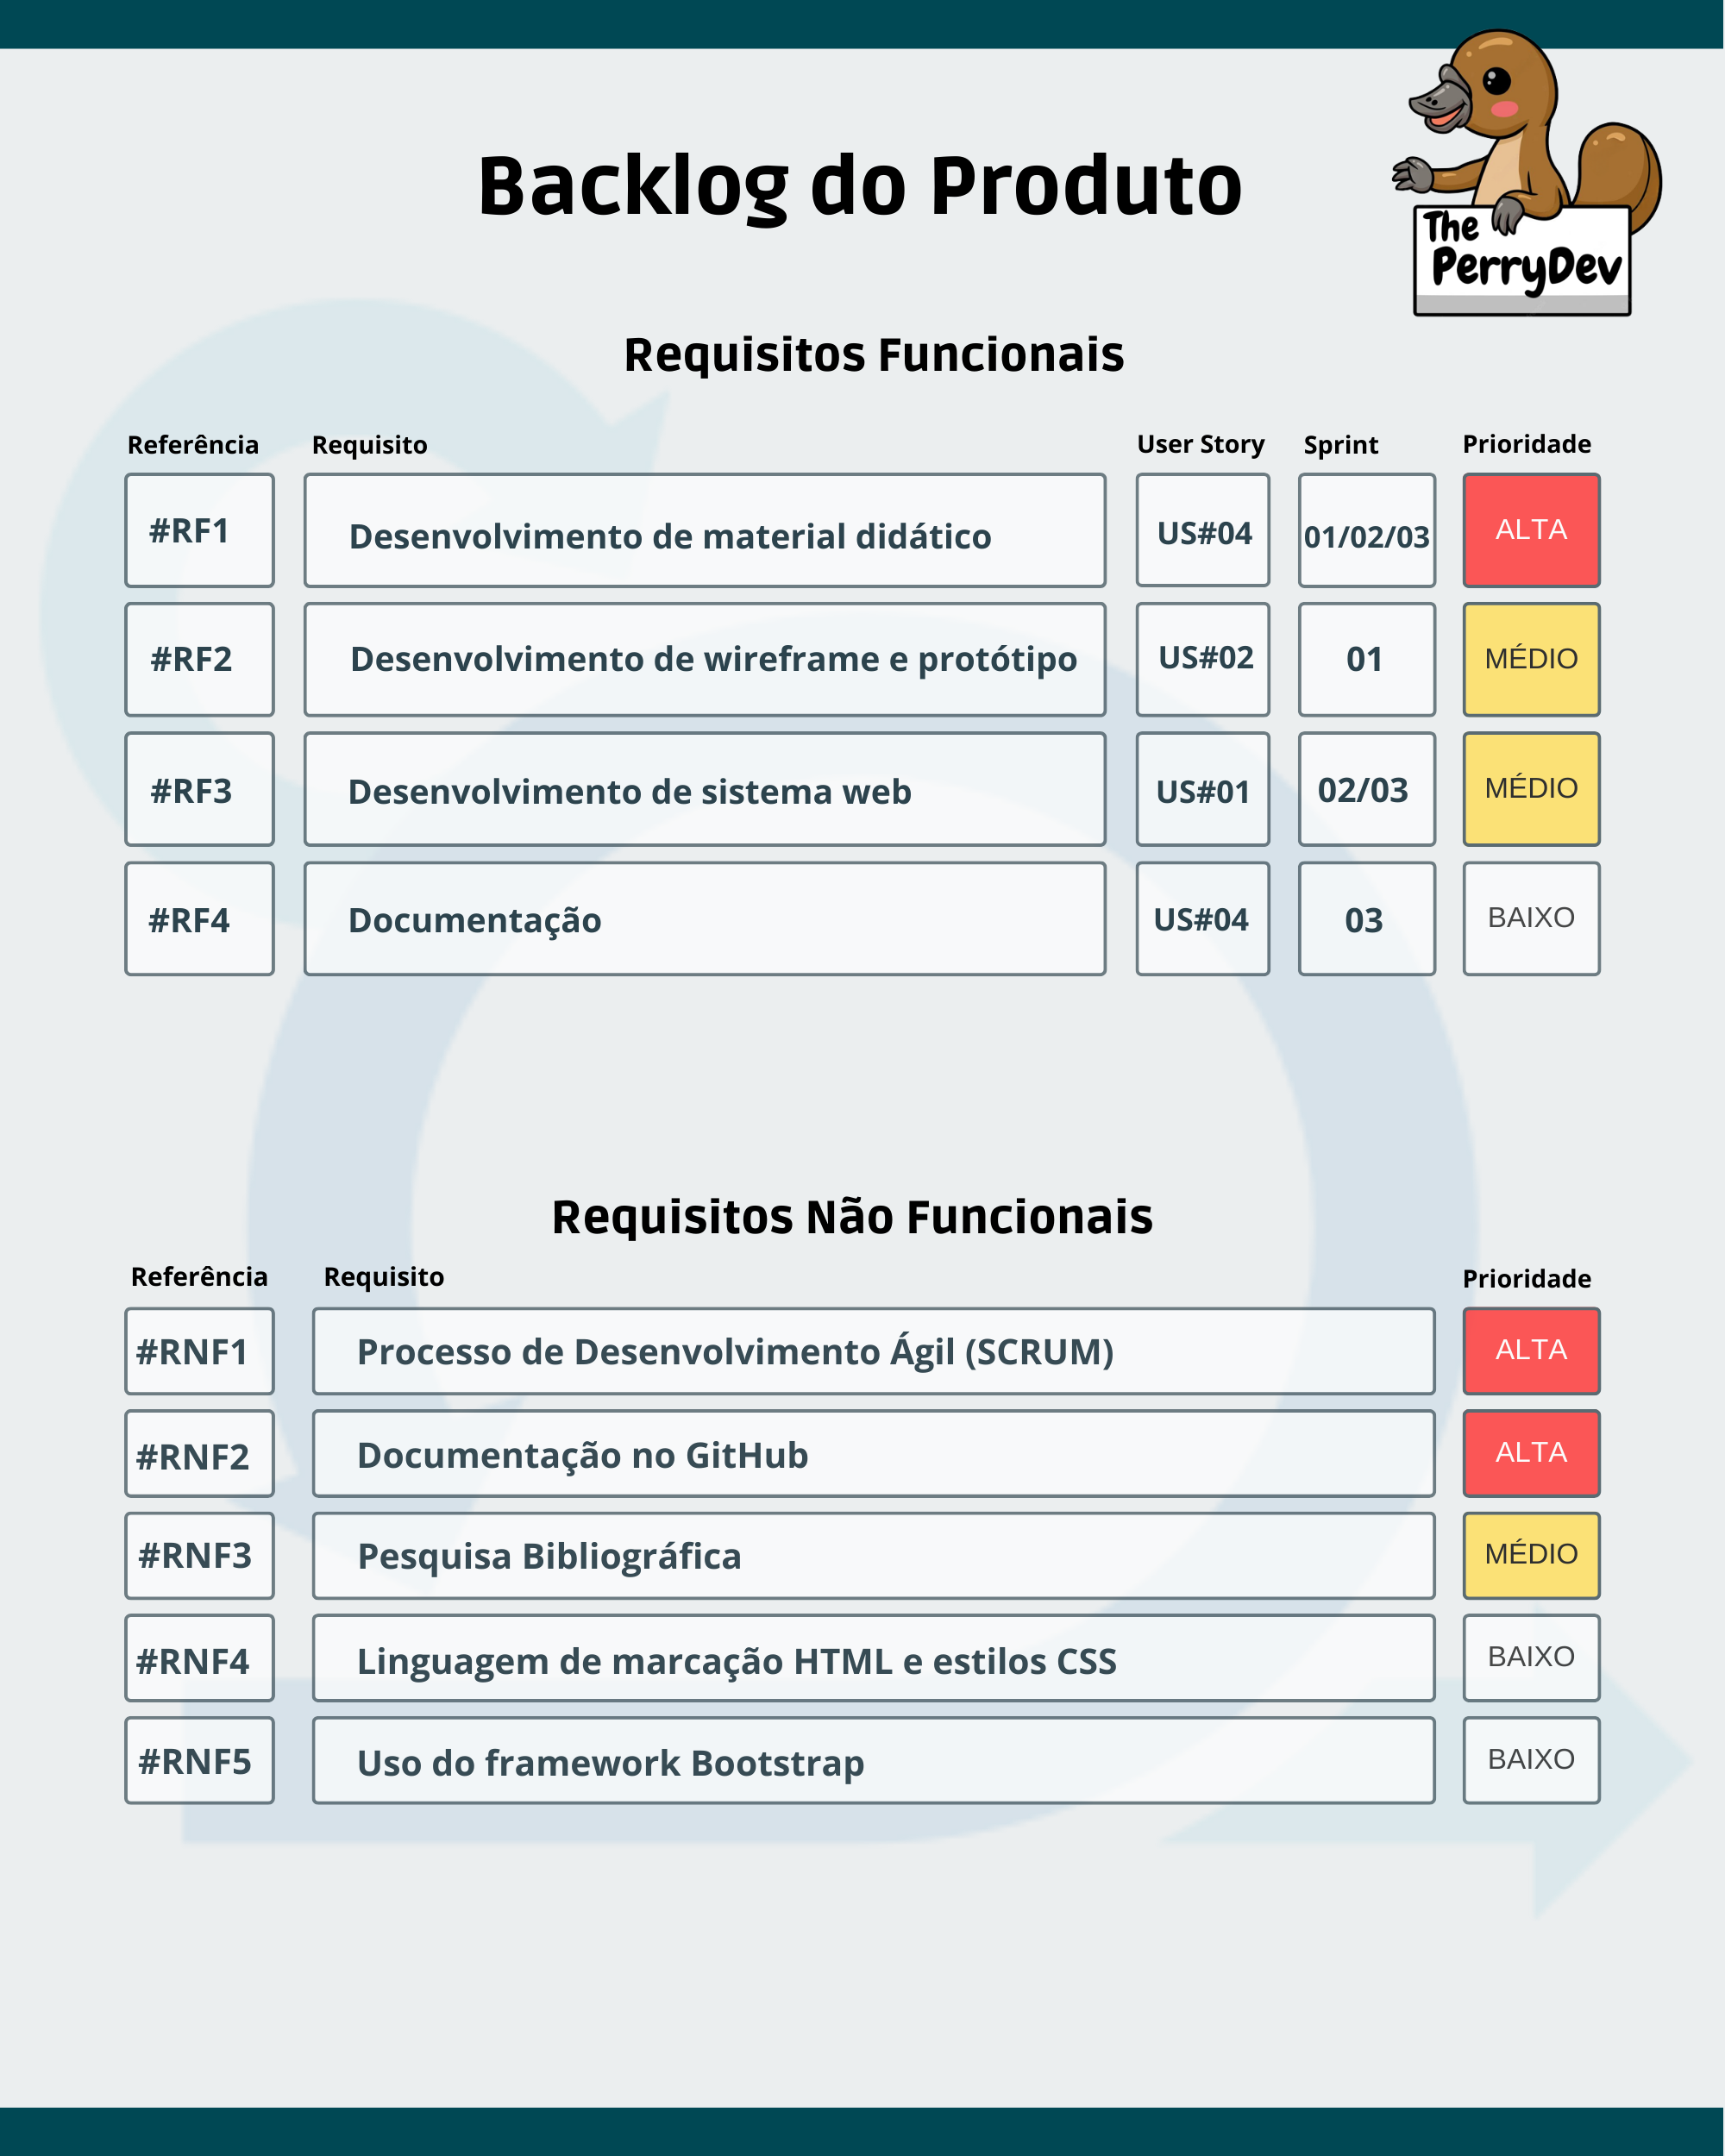 The
PerryDev
Backlog do Produto
Requisitos Funcionais
Referência Requisito User Story Sprint Prioridade
#RF1 Desenvolvimento de material didático US#04 01/02/03 ALTA
#RF2 Desenvolvimento de wireframe e protótipo US#02 01 MÉDIO
#RF3 Desenvolvimento de sistema web US#01 02/03 MÉDIO
#RF4 Documentação US#04 03 BAIXO
Requisitos Não Funcionais
Referência Requisito Prioridade
#RNF1 Processo de Desenvolvimento Ágil (SCRUM) ALTA
#RNF2 Documentação no GitHub ALTA
#RNF3 Pesquisa Bibliográfica MÉDIO
#RNF4 Linguagem de marcação HTML e estilos CSS BAIXO
#RNF5 Uso do framework Bootstrap BAIXO